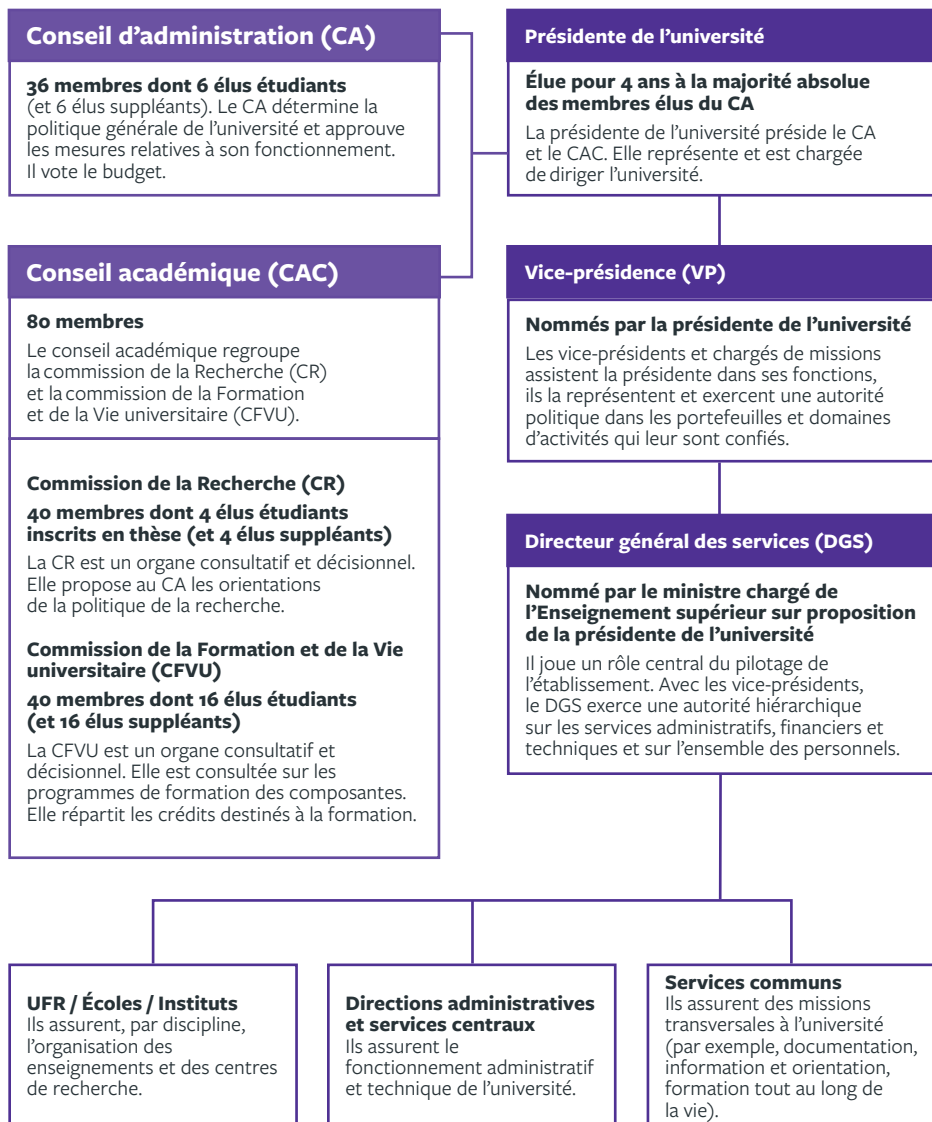 Conseil d'administration (CA)
36 membres dont 6 élus étudiants
(et 6 élus suppléants). Le CA détermine la
politique générale de l'université et approuve
les mesures relatives à son fonctionnement.
Il vote le budget.
Présidente de l'université
Élue pour 4 ans à la majorité absolue
des membres élus du CA
La présidente de l'université préside le CA
et le CAC. Elle représente et est chargée
de diriger l'université.
Conseil académique (CAC)
80 membres
Le conseil académique regroupe
la commission de la Recherche (CR)
et la commission de la Formation
et de la Vie universitaire (CFVU).
Commission de la Recherche (CR)
40 membres dont 4 élus étudiants
inscrits en thèse (et 4 élus suppléants)
La CR est un organe consultatif et décisionnel.
Elle propose au CA les orientations
de la politique de la recherche.
Commission de la Formation et de la Vie
universitaire (CFVU)
40 membres dont 16 élus étudiants
(et 16 élus suppléants)
La CFVU est un organe consultatif et
décisionnel. Elle est consultée sur les
programmes de formation des composantes.
Elle répartit les crédits destinés à la formation.
Vice-présidence (VP)
Nommés par la présidente de l'université
Les vice-présidents et chargés de missions
assistent la présidente dans ses fonctions,
ils la représentent et exercent une autorité
politique dans les portefeuilles et domaines
d'activités qui leur sont confiés.
Directeur général des services (DGS)
Nommé par le ministre chargé de
l'Enseignement supérieur sur proposition
de la présidente de l'université
Il joue un rôle central du pilotage de
l'établissement. Avec les vice-présidents,
le DGS exerce une autorité hiérarchique
sur les services administratifs, financiers et
techniques et sur l'ensemble des personnels.
UFR / Écoles / Instituts
Ils assurent, par discipline,
l'organisation des
enseignements et des centres
de recherche.
Directions administratives
et services centraux
Ils assurent le
fonctionnement administratif
et technique de l'université.
Services communs
Ils assurent des missions
transversales à l'université
(par exemple, documentation,
information et orientation,
formation tout au long de
la vie).